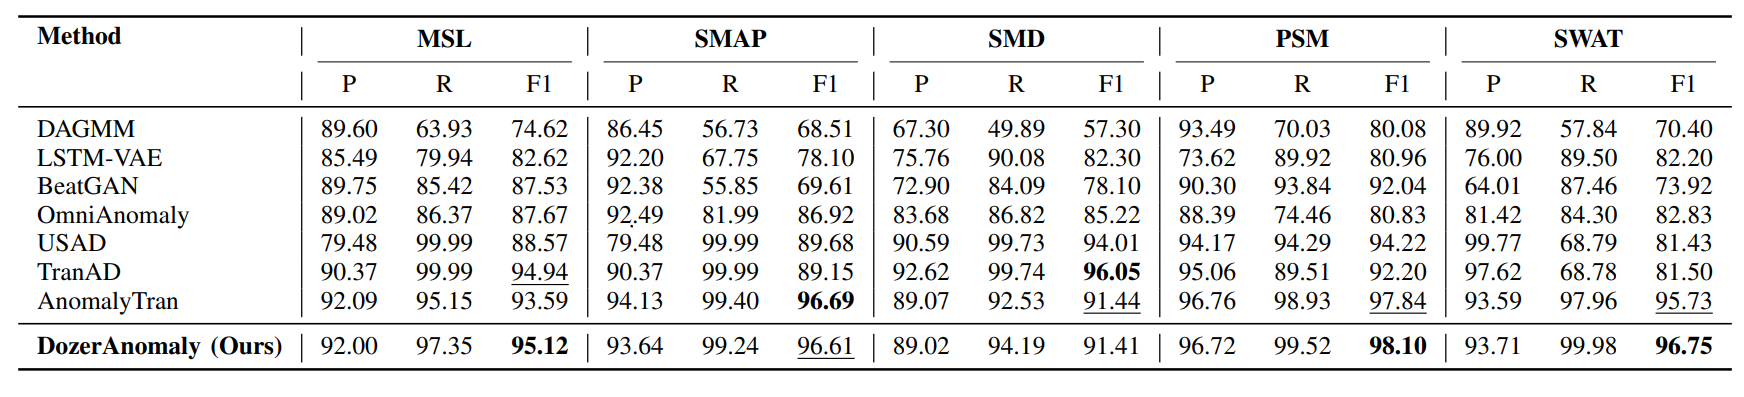 Method MSL SMAP SMD PSM SWAT
P R F1 P R F1 P R F1 P R F1 P R F1
DAGMM 89.60 63.93 74.62 86.45 56.73 68.51 67.30 49.89 57.30 93.49 70.03 80.08 89.92 57.84 70.40
LSTM-VAE 85.49 79.94 82.62 92.20 67.75 78.10 75.76 90.08 82.30 73.62 89.92 80.96 76.00 89.50 82.20
BeatGAN 89.75 85.42 87.53 92.38 55.85 69.61 72.90 84.09 78.10 90.30 93.84 92.04 64.01 87.46 73.92
OmniAnomaly 89.02 86.37 87.67 92.49 81.99 86.92 83.68 86.82 85.22 88.39 74.46 80.83 81.42 84.30 82.83
USAD 79.48 99.99 88.57 79.48 99.99 89.68 90.59 99.73 94.01 94.17 94.29 94.22 99.77 68.79 81.43
TranAD 90.37 99.99 94.94 90.37 99.99 89.15 92.62 99.74 96.05 95.06 89.51 92.20 97.62 68.78 81.50
AnomalyTran 92.09 95.15 93.59 94.13 99.40 96.69 89.07 92.53 91.44 96.76 98.93 97.84 93.59 97.96 95.73
DozerAnomaly (Ours) 92.00 97.35 95.12 93.64 99.24 96.61 89.02 94.19 91.41 96.72 99.52 98.10 93.71 99.98 96.75